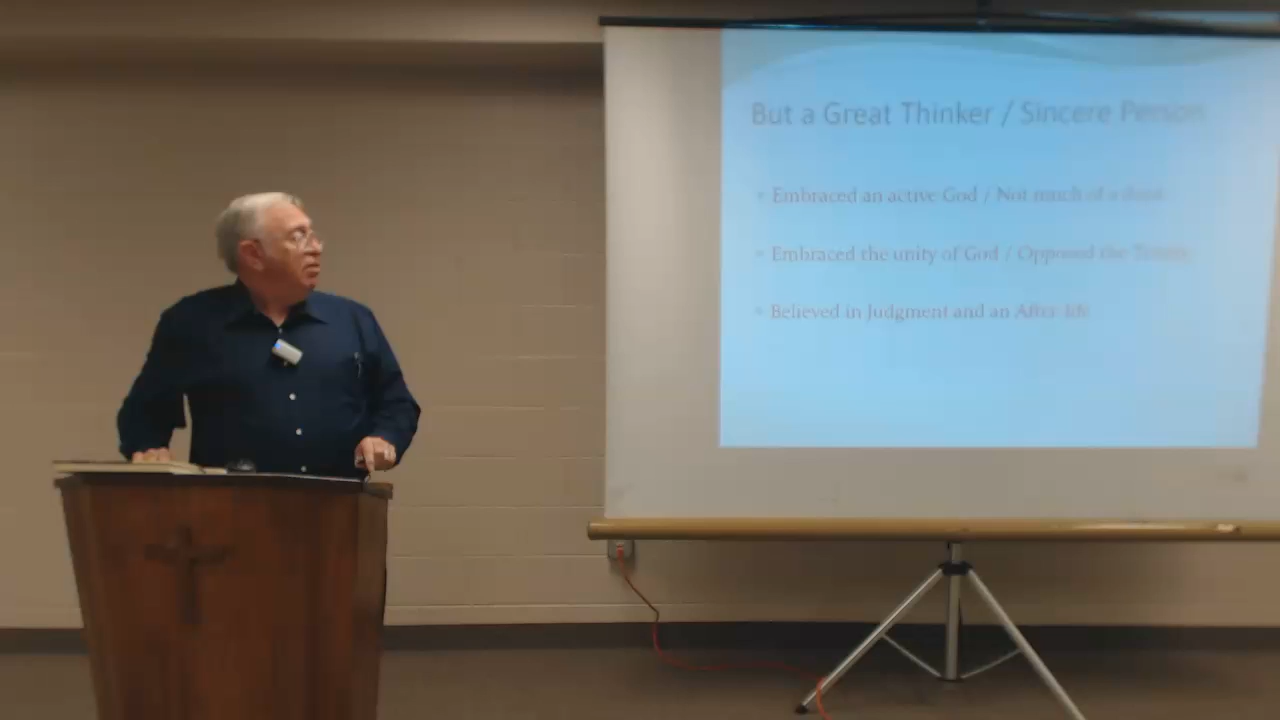 But a Great Thinker / Sincere Person
Embraced an active God / Not much of a deist
Embraced the unity of God / Opposed the Trinity
Believed in Judgment and an After life